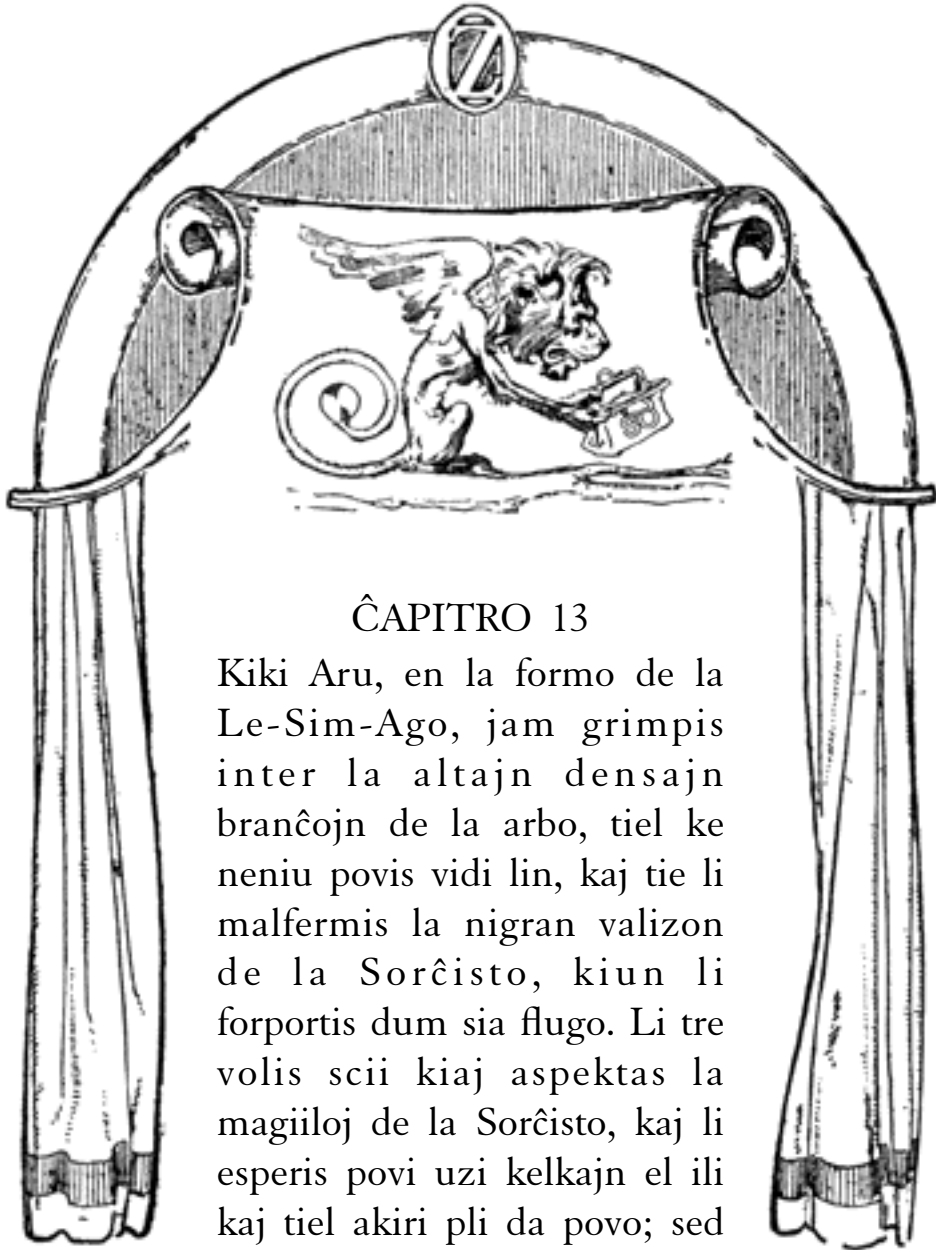 OZ
ĈAPITRO 13
Kiki Aru, en la formo de la
Le-Sim-Ago, jam grimpis
inter la altajn densajn
branĉojn de la arbo, tiel ke
neniu povis vidi lin, kaj tie li
malfermis la nigran valizon
de la Sorĉisto, kiun li
forportis dum sia flugo. Li tre
volis scii kiaj aspektas la
magiiloj de la Sorĉisto, kaj li
esperis povi uzi kelkajn el ili
kaj tiel akiri pli da povo; sed